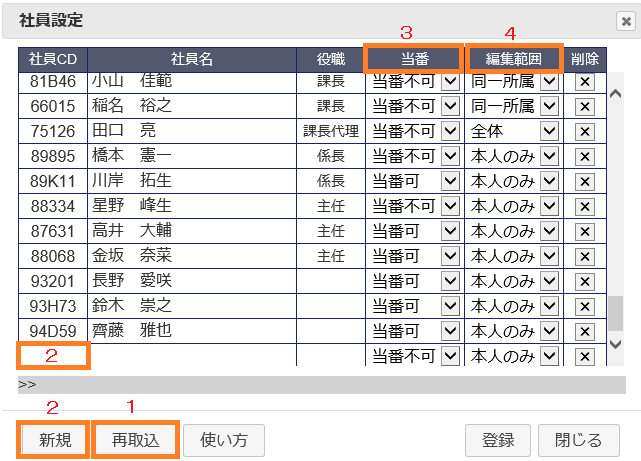 社員設定
3 4
社員CD 社員名 役職 当番 編集範囲 削除
81B46 小山 佳範 課長 当番不可 同一所属
66015 稲名 裕之 課長 当番不可 同一所属
75126 田口 亮 課長代理 当番不可 全体
89895 橋本 憲一 係長 当番不可 本人のみ
89K11 川岸 拓生 係長 当番可 本人のみ
88334 星野 峰生 主任 当番不可 本人のみ
87631 高井 大輔 主任 当番可 本人のみ
88068 金坂 奈菜 主任 当番可 本人のみ
93201 長野 愛咲 当番可 本人のみ
93H73 鈴木 崇之 当番可 本人のみ
94D59 齊藤 雅也 当番可 本人のみ
2 当番不可 本人のみ
>>
2 1
新規 再取込 使い方 登録 閉じる